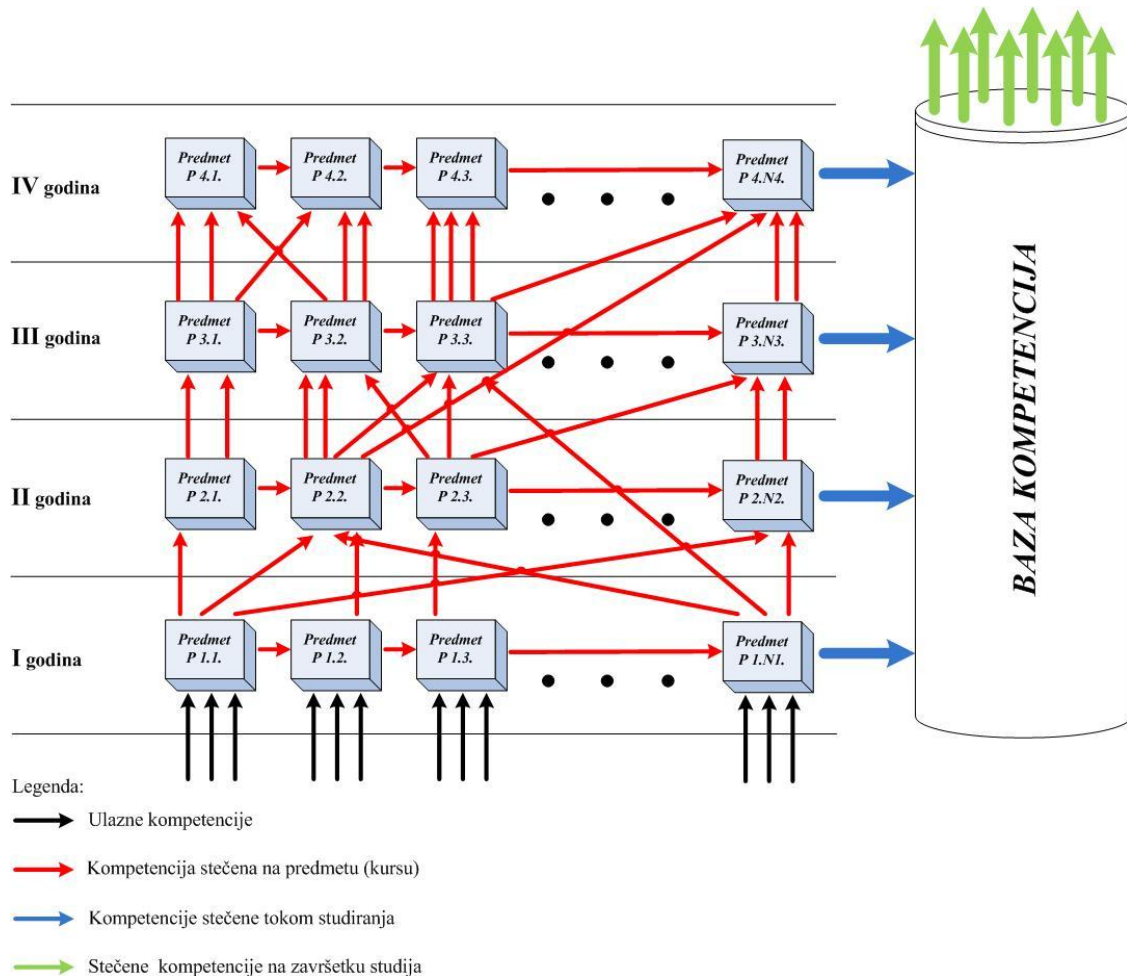 Predmet
P 4.1.
Predmet
P 4.2.
Predmet
P 4.3.
Predmet
P 4.N4.
IV godina
Predmet
P 3.1.
Predmet
P 3.2.
Predmet
P 3.3.
Predmet
P 3.N3.
III godina
Predmet
P 2.1.
Predmet
P 2.2.
Predmet
P 2.3.
Predmet
P 2.N2.
II godina
Predmet
P 1.1.
Predmet
P 1.2.
Predmet
P 1.3.
Predmet
P 1.N1.
I godina
BAZA KOMPETENCIJA
Legenda:
Ulazne kompetencije
Kompetencija stečena na predmetu (kursu)
Kompetencije stečene tokom studiranja
Stečene kompetencije na završetku studija